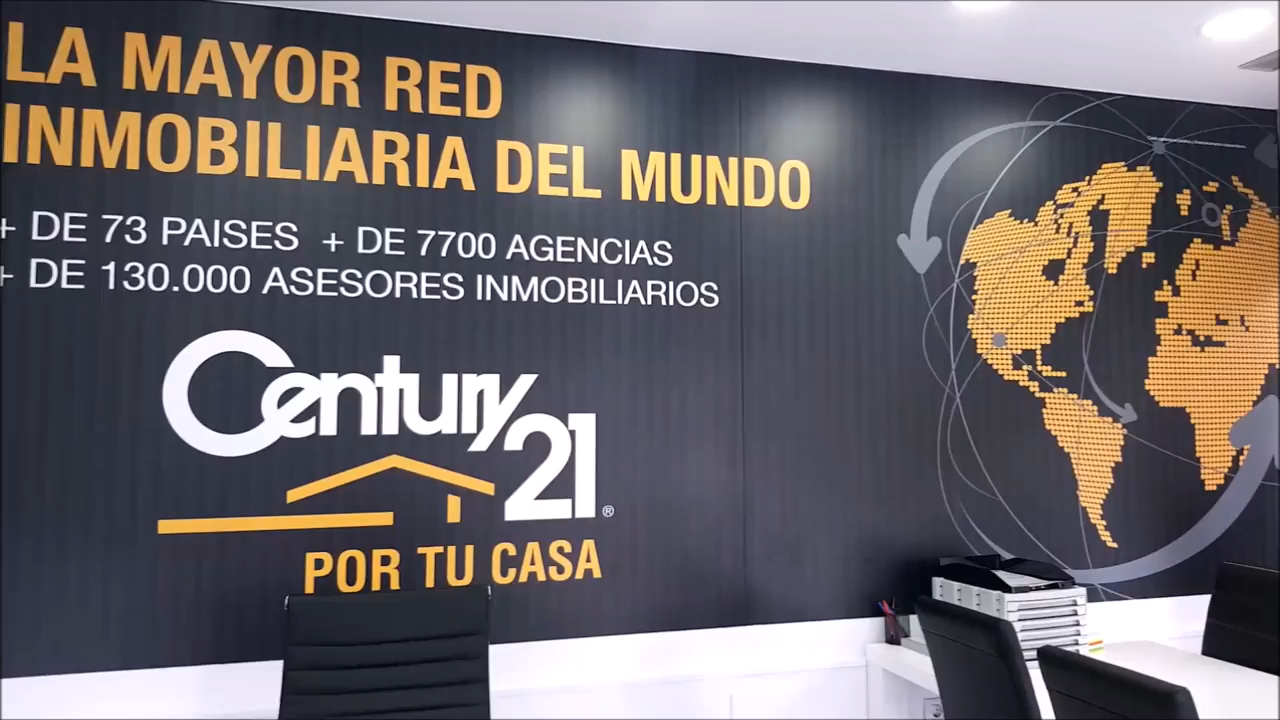 LA MAYOR RED
INMOBILIARIA DEL MUNDO
+ DE 73 PAISES + DE 7700 AGENCIAS
+ DE 130.000 ASESORES INMOBILIARIOS
Century
21®
POR TU CASA